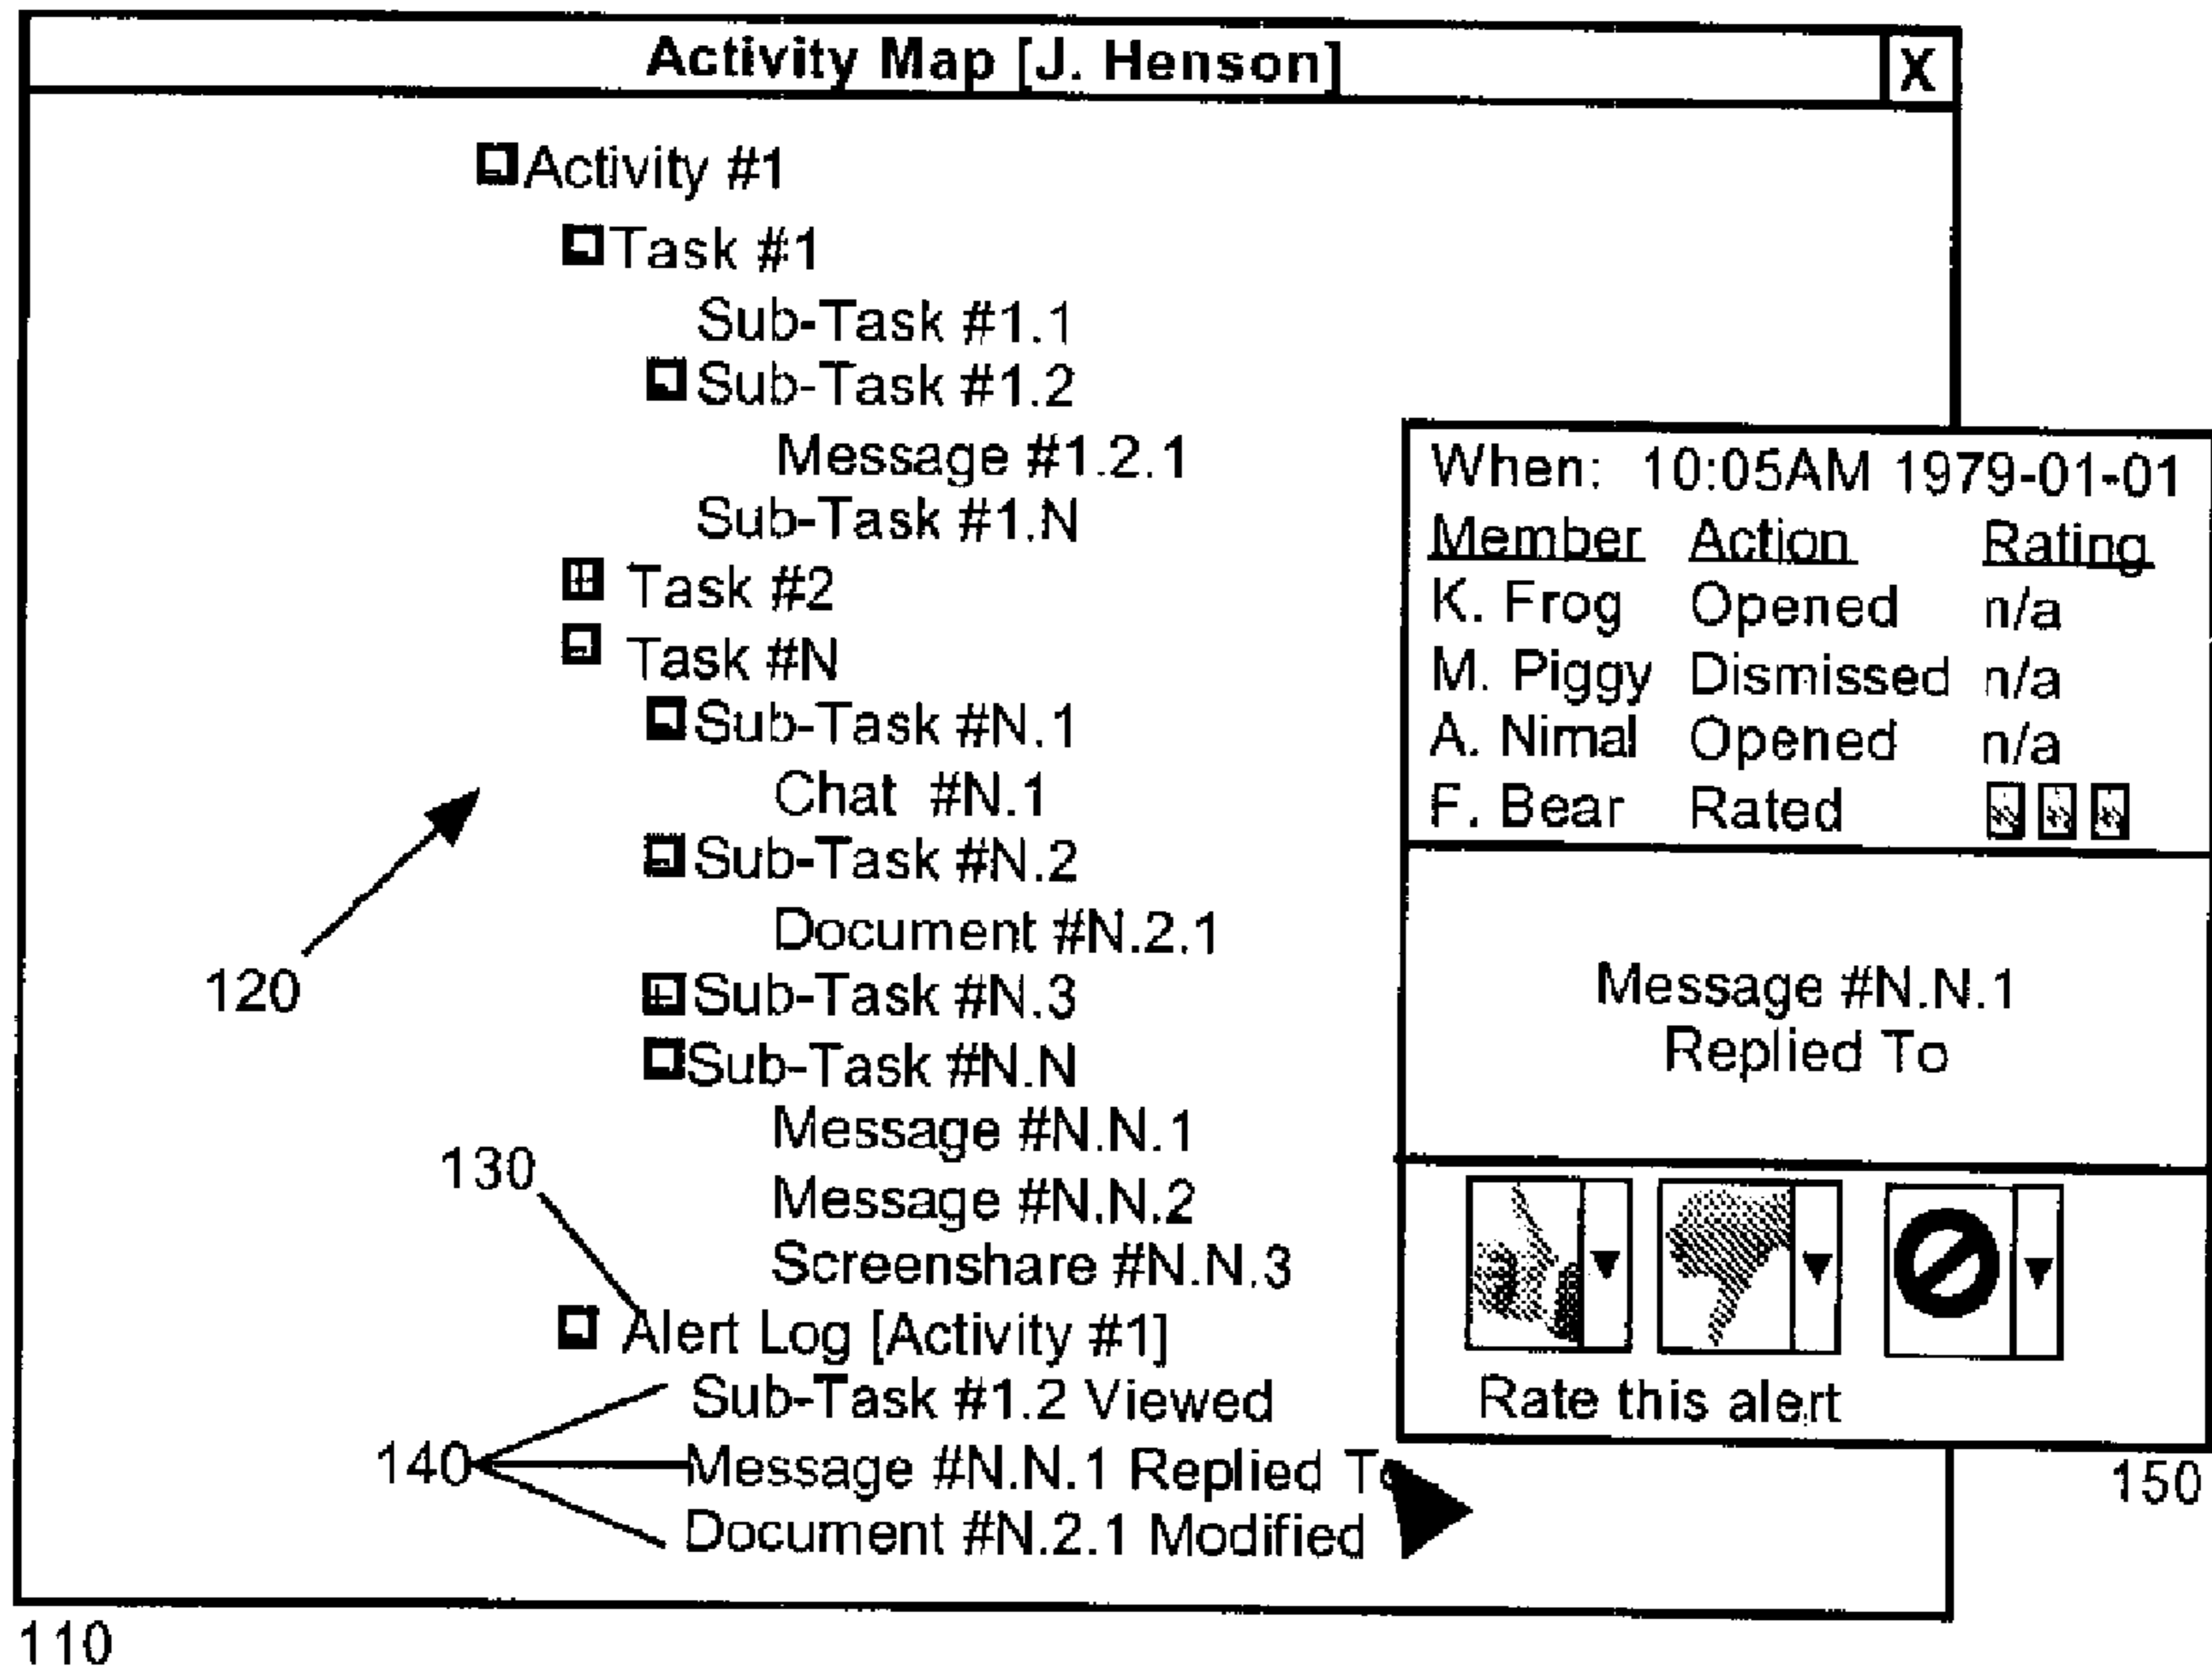 Activity Map [J. Henson]
X
Activity #1
Task #1
Sub-Task #1.1
Sub-Task #1.2
Message #1.2.1
Sub-Task #1.N
Task #2
Task #N
Sub-Task #N.1
Chat #N.1
Sub-Task #N.2
Document #N.2.1
Sub-Task #N.3
Sub-Task #N.N
Message #N.N.1
Message #N.N.2
Screenshare #N.N.3
Alert Log [Activity #1]
Sub-Task #1.2 Viewed
Message #N.N.1 Replied To
Document #N.2.1 Modified
120
130
140
110
When: 10:05AM 1979-01-01
Member Action Rating
K. Frog Opened n/a
M. Piggy Dismissed n/a
A. Nimal Opened n/a
F. Bear Rated
Message #N.N.1
Replied To
Rate this alert
150